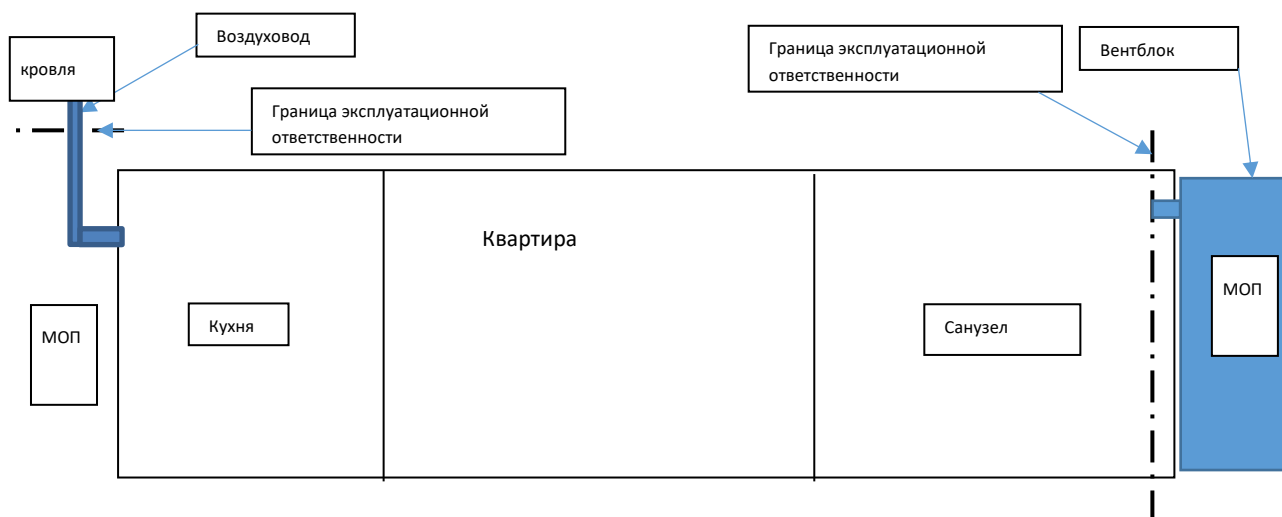 Воздуховод
кровля
Граница эксплуатационной
ответственности
Граница эксплуатационной
ответственности
Вентблок
Квартира
МОП
Кухня
Санузел
МОП